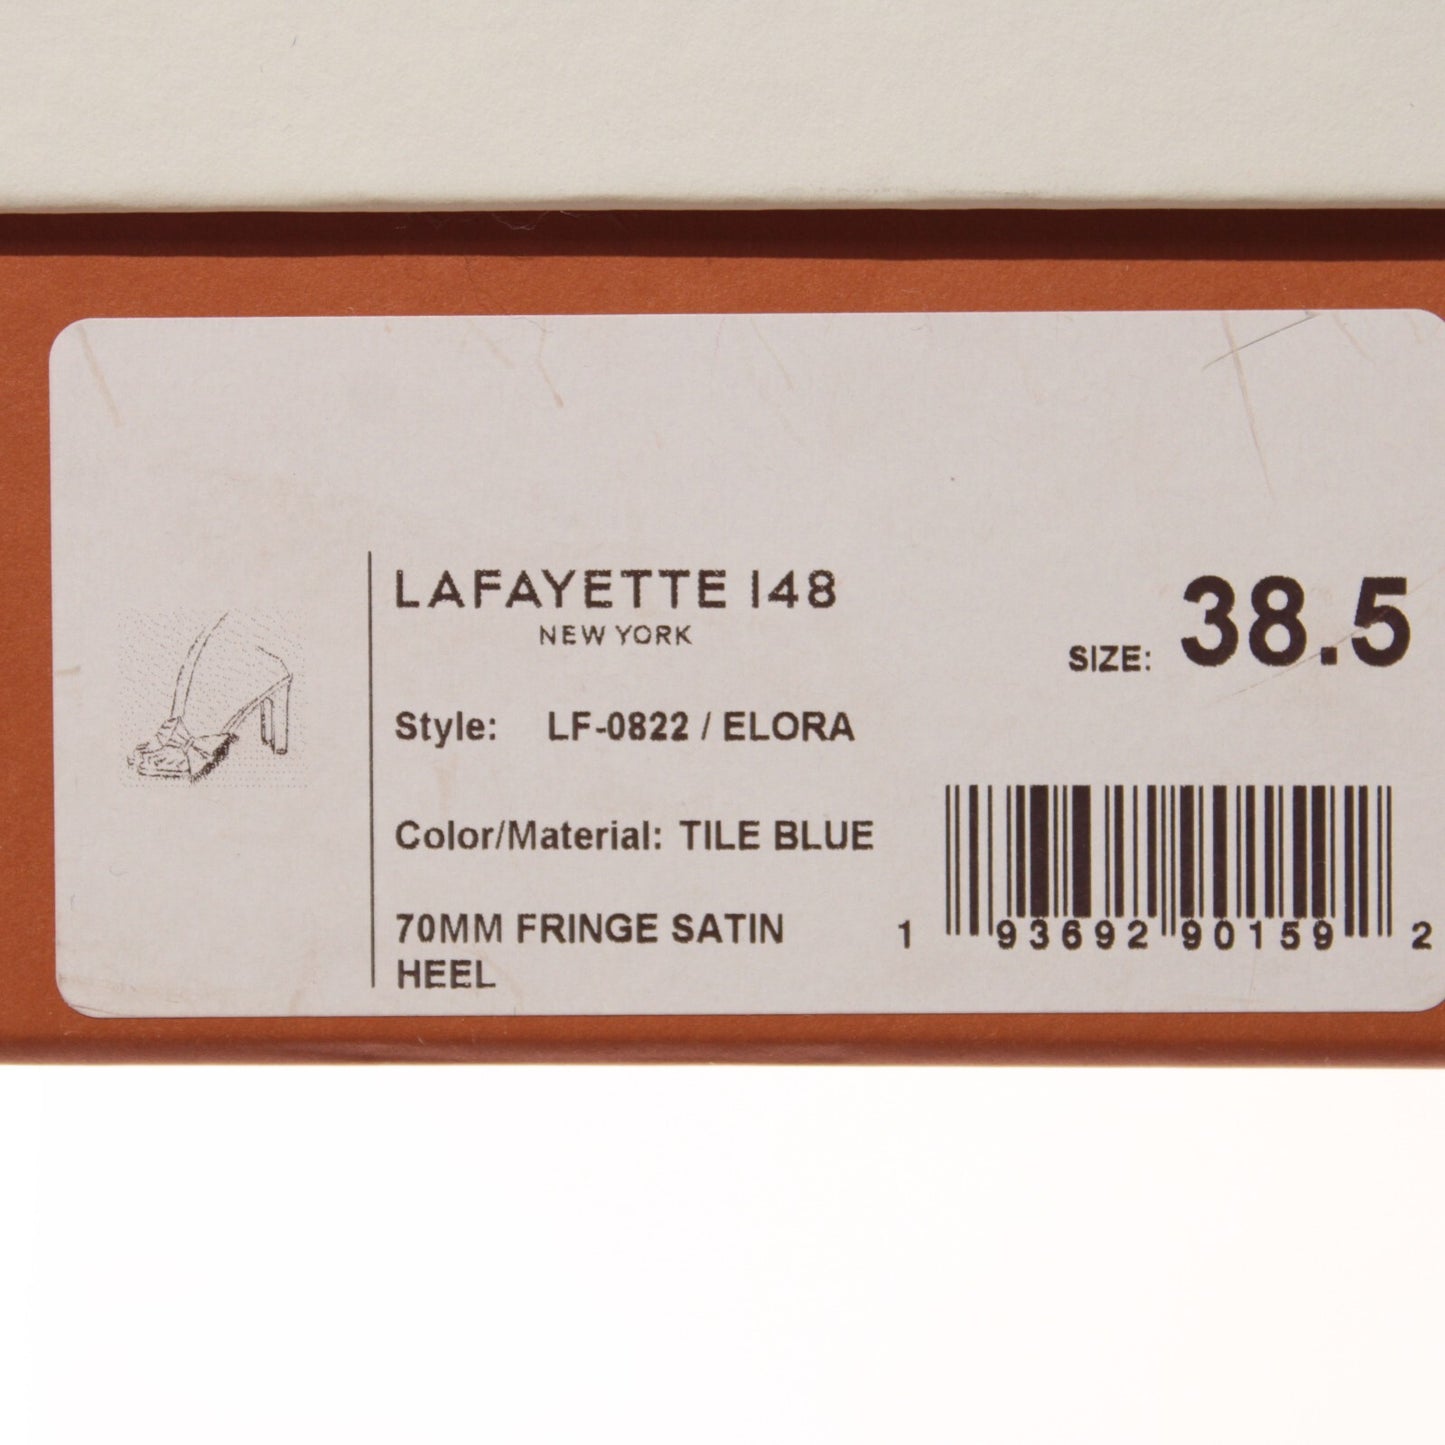 LAFAYETTE 148
NEW YORK
SIZE: 38.5
Style: LF-0822 / ELORA
Color/Material: TILE BLUE
70MM FRINGE SATIN
HEEL
1 93692 90159 2